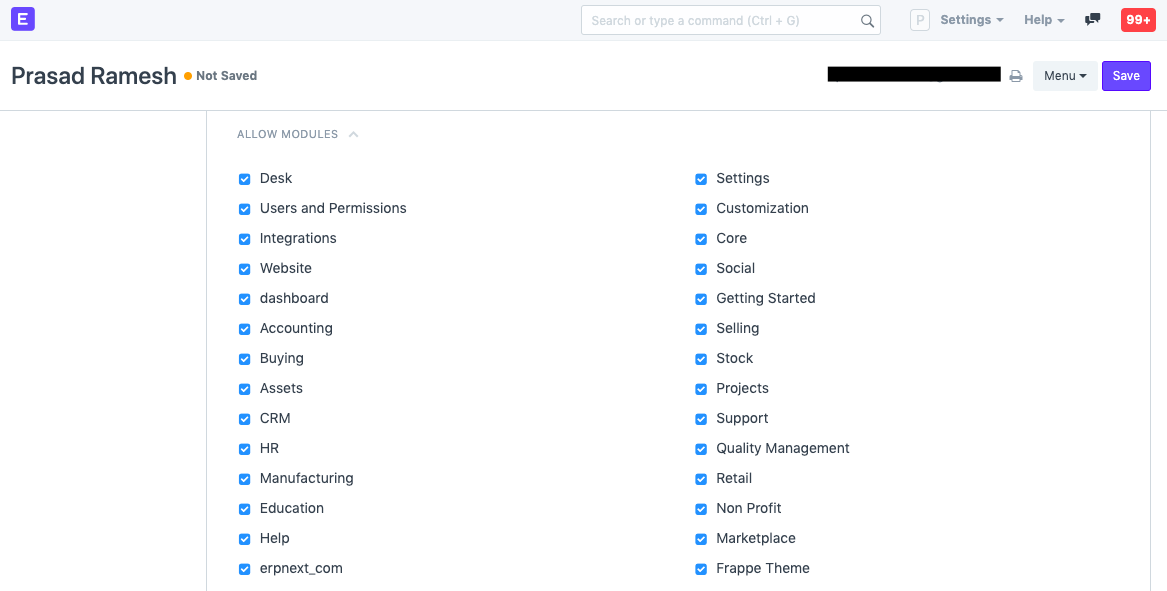 E
Search or type a command (Ctrl + G)
P
Settings
Help
99+
Prasad Ramesh
Not Saved
Menu
Save
ALLOW MODULES
Desk
Users and Permissions
Integrations
Website
dashboard
Accounting
Buying
Assets
CRM
HR
Manufacturing
Education
Help
erpnext_com
Settings
Customization
Core
Social
Getting Started
Selling
Stock
Projects
Support
Quality Management
Retail
Non Profit
Marketplace
Frappe Theme